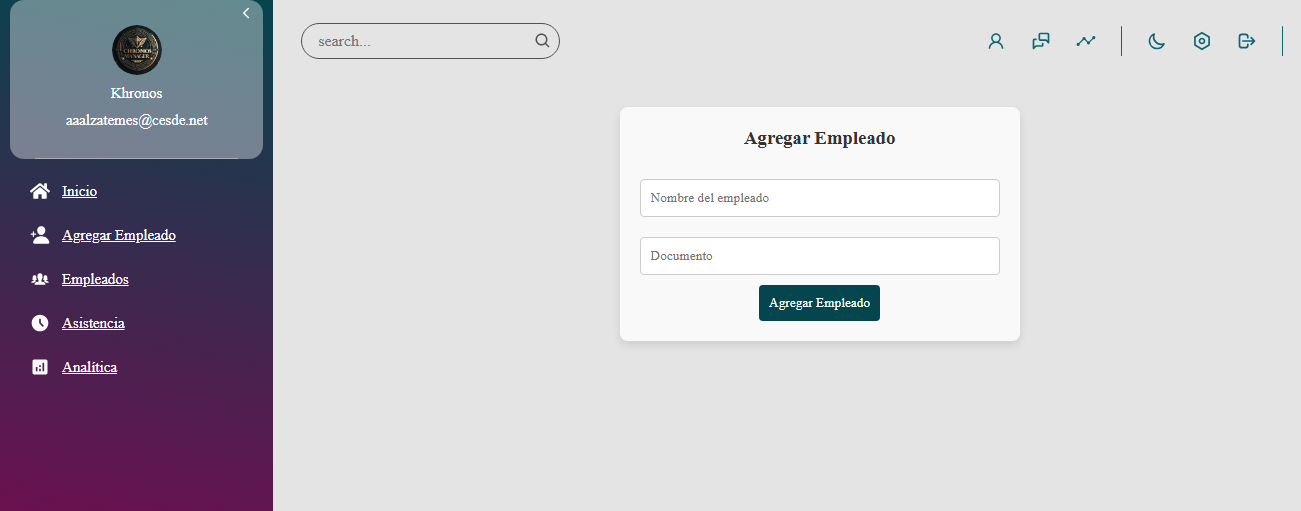 CHRONOS
MANAGER
Khronos
aaalzatemes@cesde.net
Inicio
Agregar Empleado
Empleados
Asistencia
Analítica
search...
Agregar Empleado
Nombre del empleado
Documento
Agregar Empleado